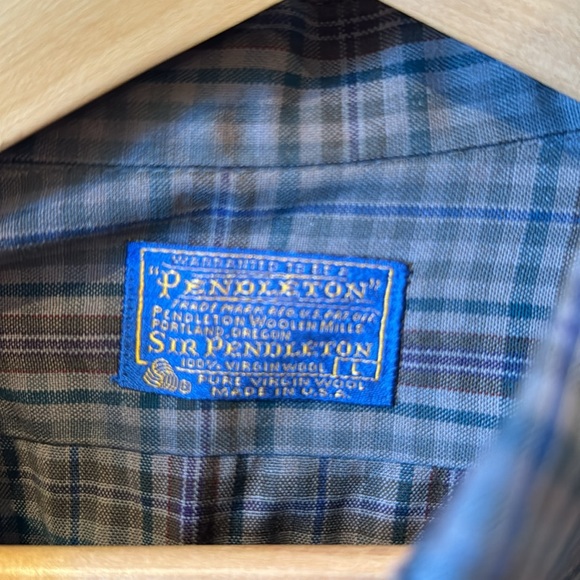 WARRANTED TO BE A
"PENDLETON"
TRADE MARK REG. U.S. PAT. OFF.
PENDLETON WOOLEN MILLS
PORTLAND, OREGON
SIR PENDLETON
100% VIRGIN WOOL L
PURE VIRGIN WOOL
MADE IN U.S.A.